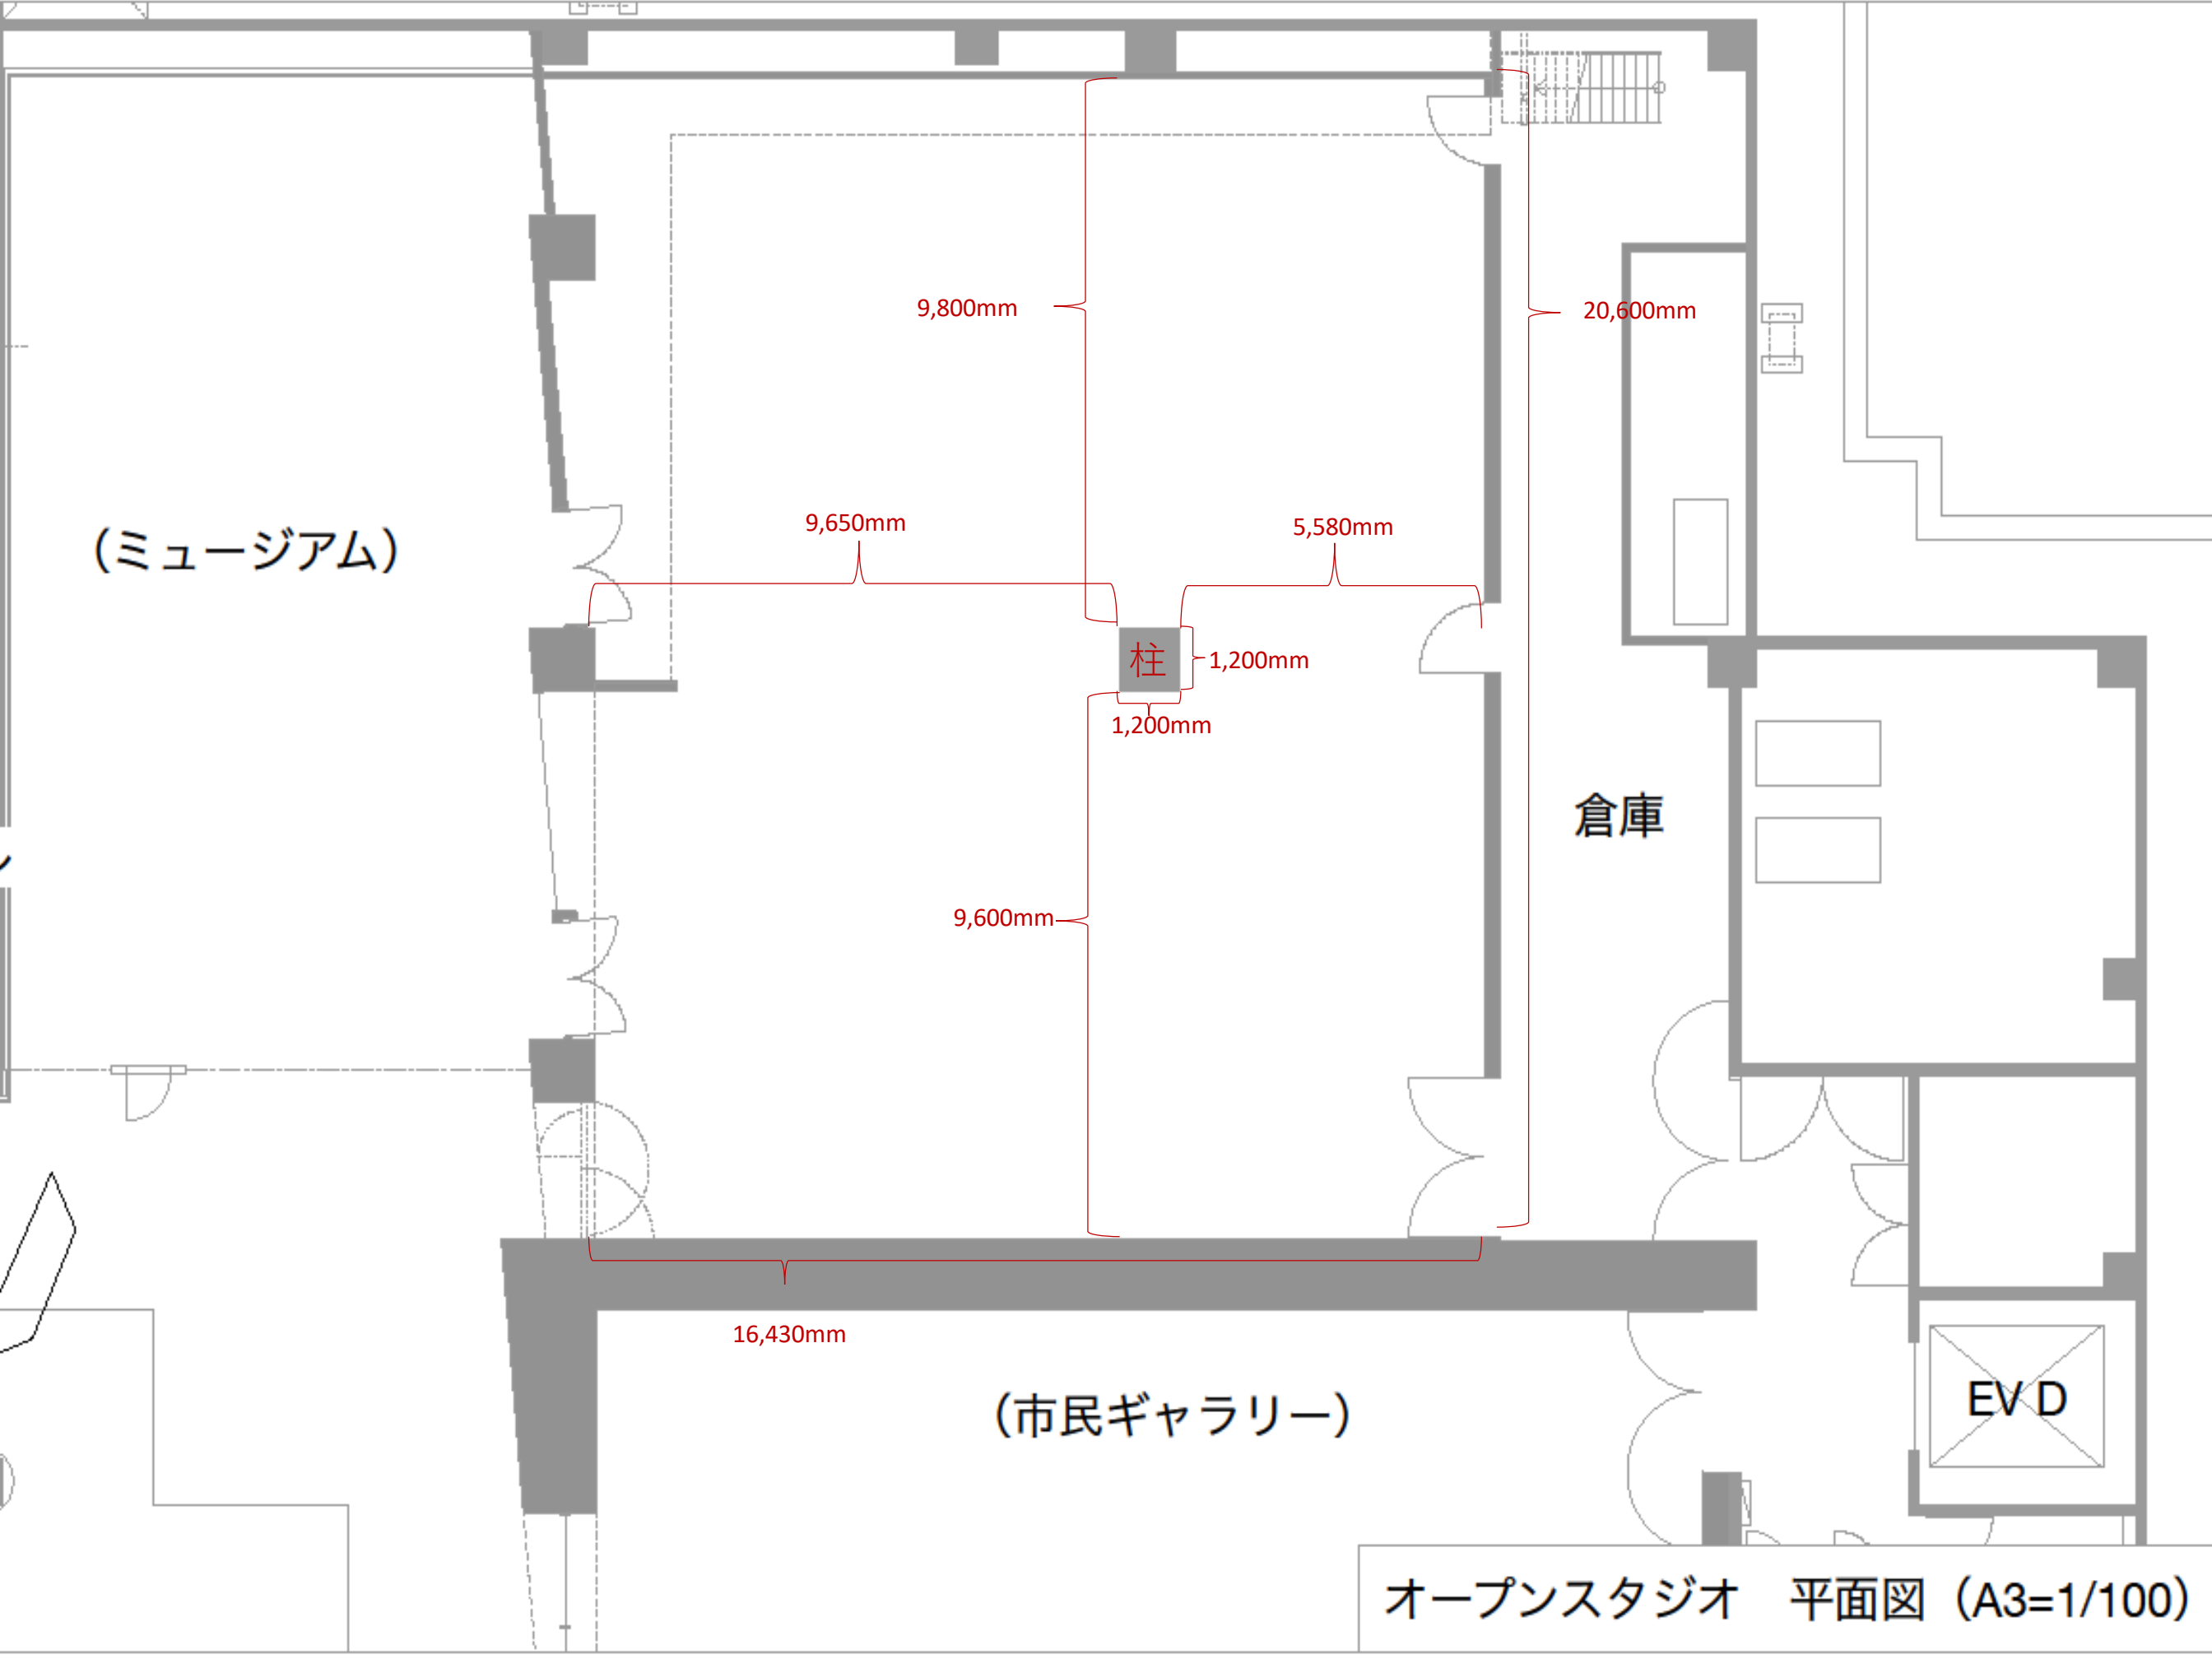 9,800mm
20,600mm
9,650mm
5,580mm
（ミュージアム）
柱
1,200mm
1,200mm
倉庫
9,600mm
16,430mm
（市民ギャラリー）
EV D
オープンスタジオ　平面図（A3=1/100）